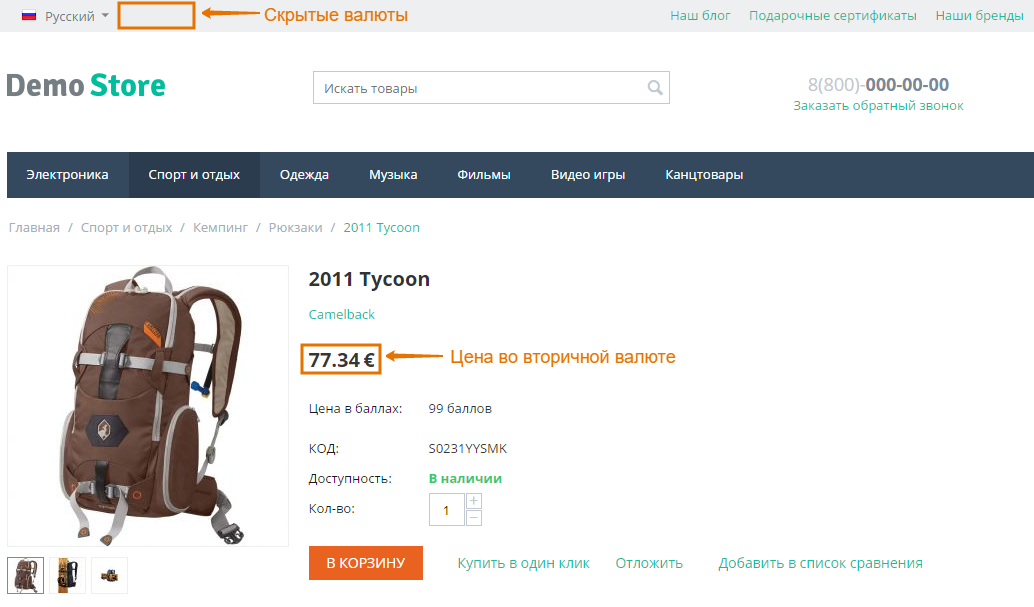 Русский
Скрытые валюты
Наш блог Подарочные сертификаты Наши бренды
Demo Store
Искать товары
8(800)-000-00-00
Заказать обратный звонок
Электроника Спорт и отдых Одежда Музыка Фильмы Видео игры Канцтовары
Главная / Спорт и отдых / Кемпинг / Рюкзаки / 2011 Tycoon
2011 Tycoon
Camelback
77.34 €
Цена во вторичной валюте
Цена в баллах: 99 баллов
КОД: S0231YYSMK
Доступность: В наличии
Кол-во: 1 + −
В КОРЗИНУ Купить в один клик Отложить Добавить в список сравнения